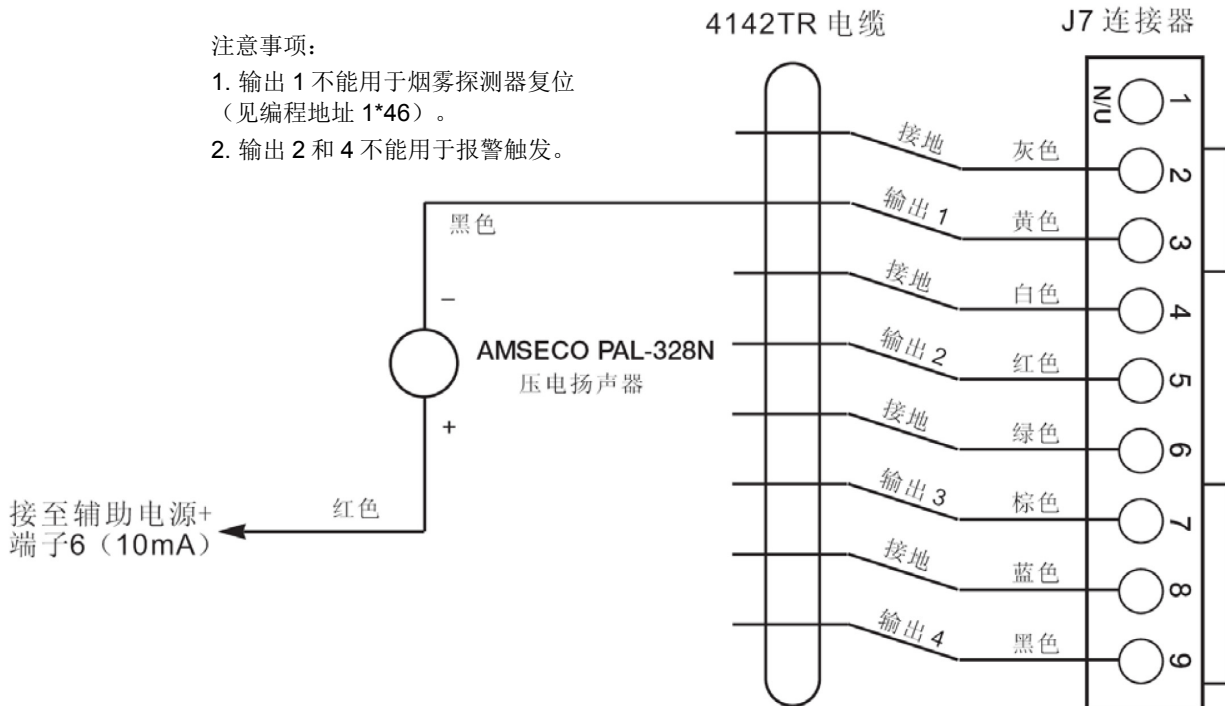 4142TR 电缆
J7 连接器
注意事项：
1. 输出 1 不能用于烟雾探测器复位
（见编程地址 1*46）。
2. 输出 2 和 4 不能用于报警触发。
N/U
1
接地
灰色
2
黑色
输出 1
黄色
3
接地
白色
4
−
AMSECO PAL-328N
压电扬声器
+
输出 2
红色
5
接地
绿色
6
接至辅助电源+
端子6（10mA）
红色
输出 3
棕色
7
接地
蓝色
8
输出 4
黑色
9